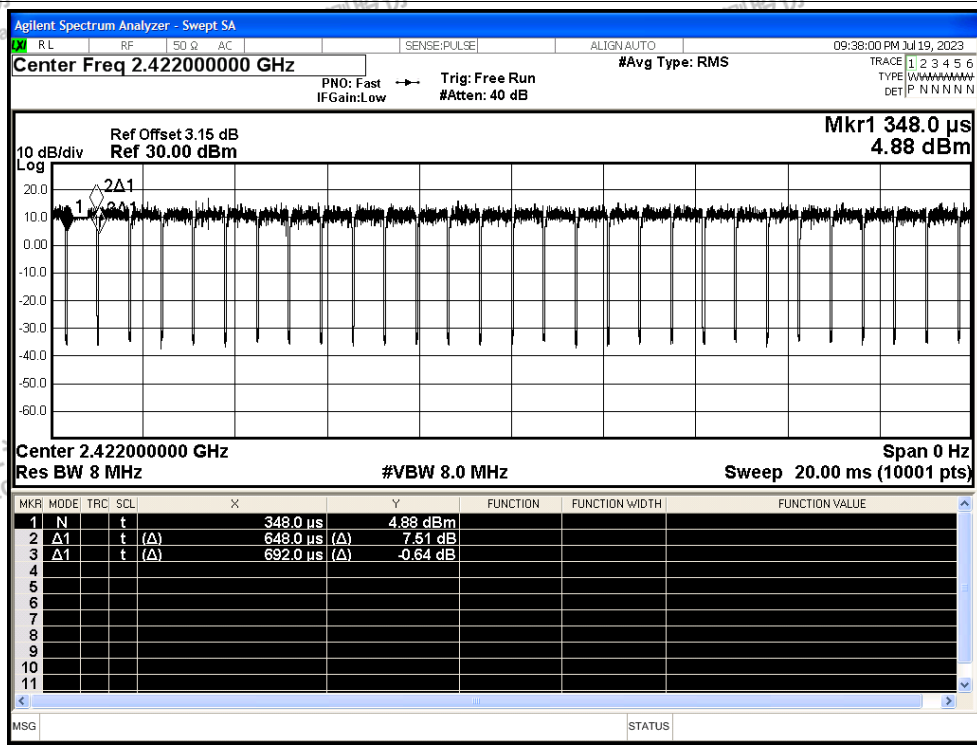 Agilent Spectrum Analyzer - Swept SA
LXI RL RF 50 Ω AC SENSE:PULSE ALIGN AUTO 09:38:00 PM Jul 19, 2023
Center Freq 2.422000000 GHz
PNO: Fast
IFGain:Low
Trig: Free Run
#Atten: 40 dB
#Avg Type: RMS
TRACE 1 2 3 4 5 6
TYPE
DET P N N N N N
Mkr1 348.0 µs
4.88 dBm
Ref Offset 3.15 dB
10 dB/div Ref 30.00 dBm
Log
2Δ1
1
3Δ1
20.0
10.0
0.00
-10.0
-20.0
-30.0
-40.0
-50.0
-60.0
Center 2.422000000 GHz Span 0 Hz
Res BW 8 MHz #VBW 8.0 MHz Sweep 20.00 ms (10001 pts)
MKR MODE TRC SCL X Y FUNCTION FUNCTION WIDTH FUNCTION VALUE
1 N t 348.0 µs 4.88 dBm
2 Δ1 t (Δ) 648.0 µs (Δ) 7.51 dB
3 Δ1 t (Δ) 692.0 µs (Δ) -0.64 dB
4
5
6
7
8
9
10
11
MSG STATUS